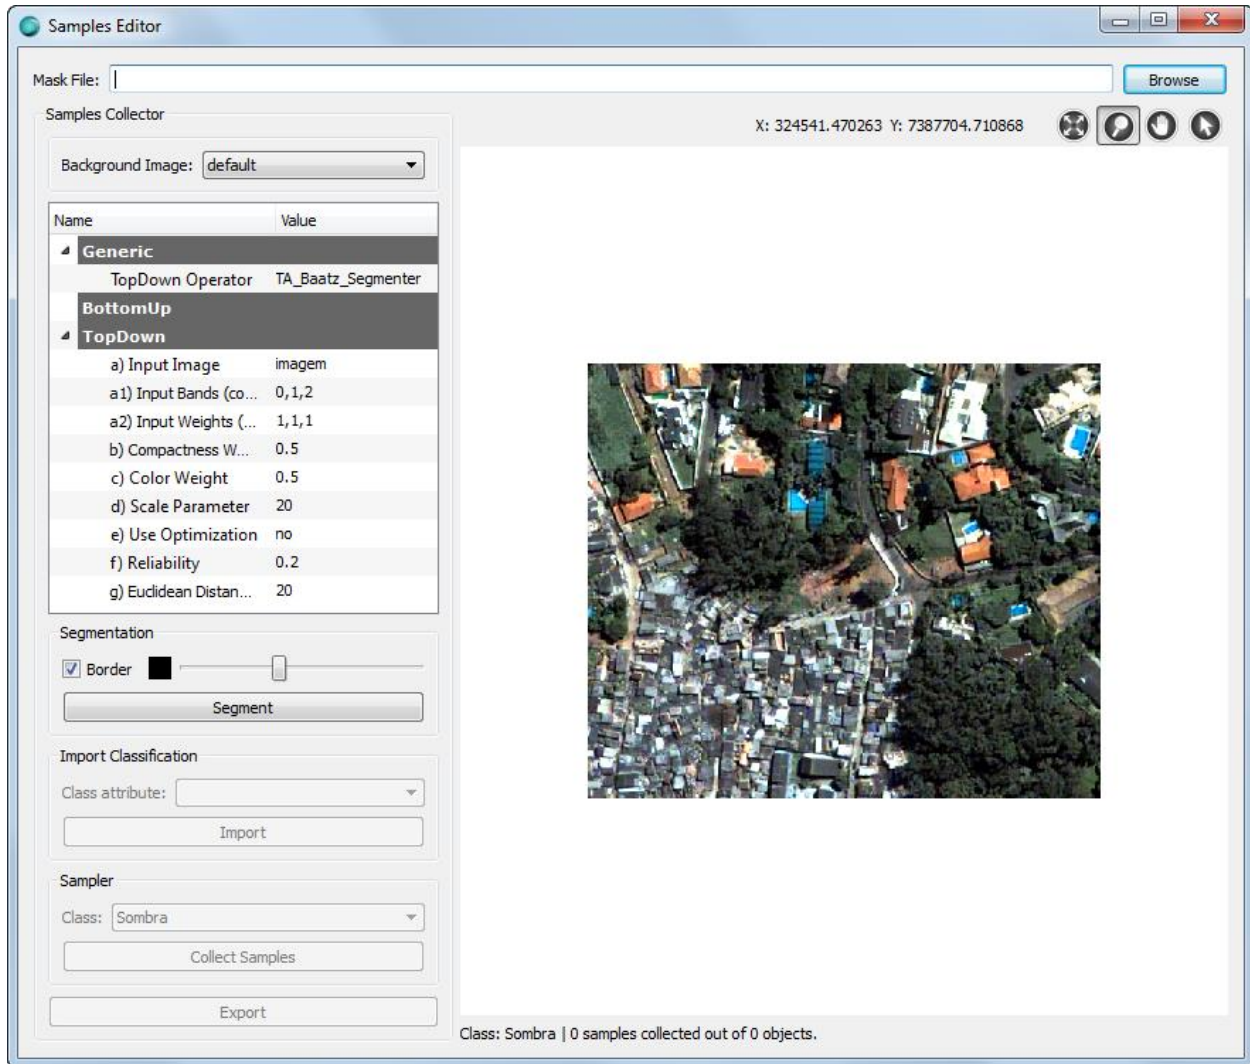 Samples Editor
Mask File:
Browse
Samples Collector
X: 324541.470263 Y: 7387704.710868
Background Image: default
Name Value
Generic
TopDown Operator TA_Baatz_Segmenter
BottomUp
TopDown
a) Input Image imagem
a1) Input Bands (co... 0,1,2
a2) Input Weights (... 1,1,1
b) Compactness W... 0.5
c) Color Weight 0.5
d) Scale Parameter 20
e) Use Optimization no
f) Reliability 0.2
g) Euclidean Distan... 20
Segmentation
Border
Segment
Import Classification
Class attribute:
Import
Sampler
Class: Sombra
Collect Samples
Export
Class: Sombra | 0 samples collected out of 0 objects.